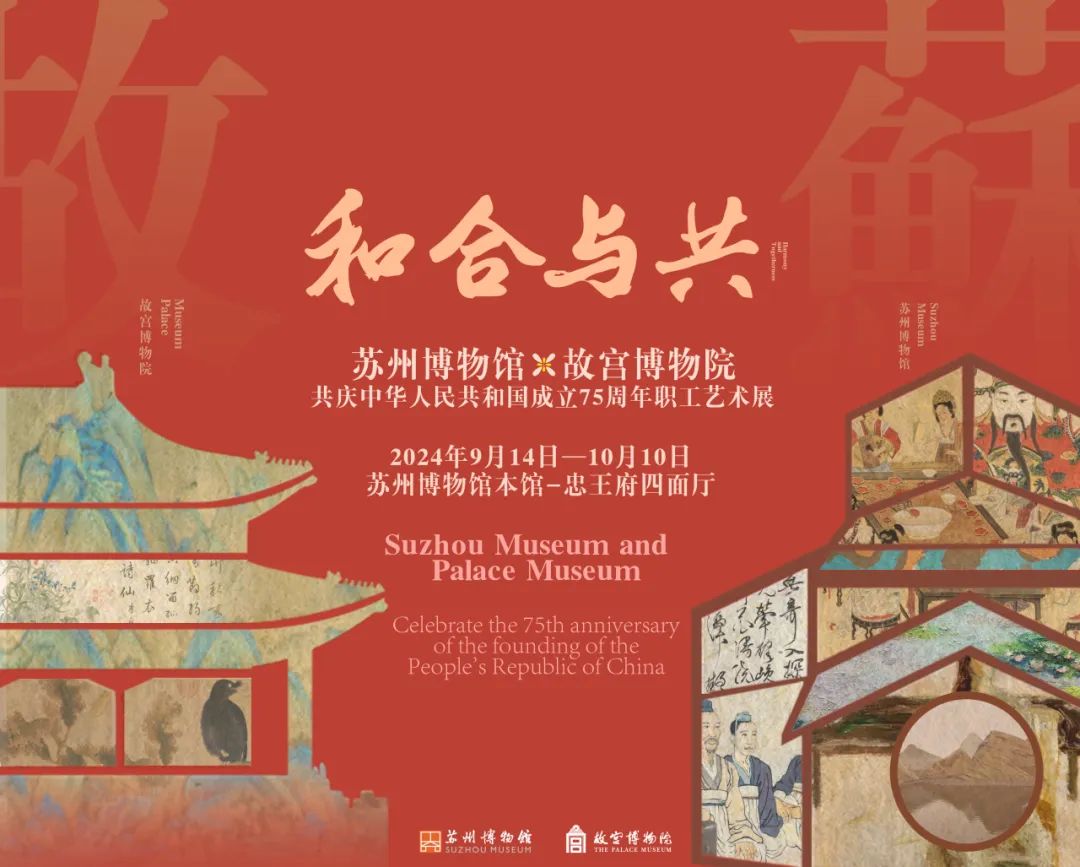 故
蘇
和合与共
Harmony
and
Togetherness
Museum
Palace
故宫博物院
Suzhou
Museum
苏州博物馆
苏州博物馆 故宫博物院
共庆中华人民共和国成立75周年职工艺术展
2024年9月14日—10月10日
苏州博物馆本馆-忠王府四面厅
Suzhou Museum and
Palace Museum
Celebrate the 75th anniversary
of the founding of the
People's Republic of China
苏州博物馆
SUZHOU MUSEUM
故宫博物院
THE PALACE MUSEUM